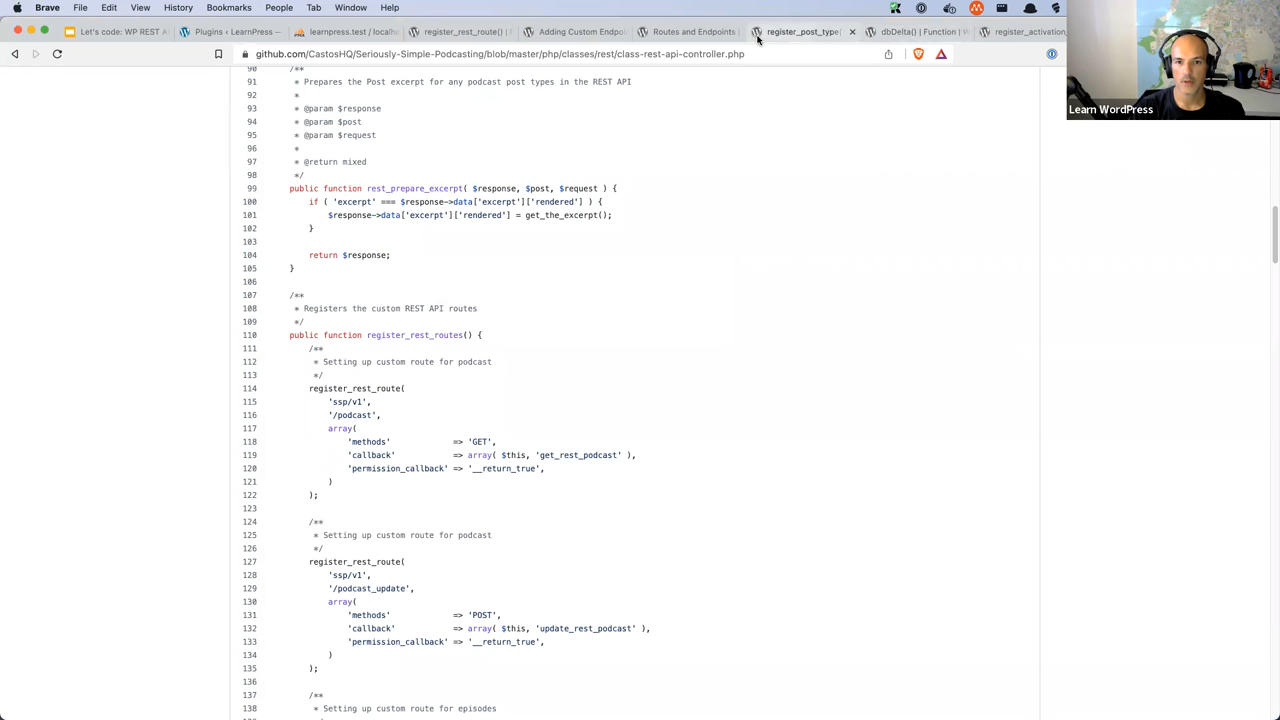 Brave File Edit View History Bookmarks Profiles Tab Window Help
Let's code: WP REST A
Plugins ‹ LearnPress —
learnpress.test / localho
register_rest_route() |
Adding Custom Endpoi
Routes and Endpoints |
register_post_type(
dbDelta() | Function | W
register_activation_
github.com/CastosHQ/Seriously-Simple-Podcasting/blob/master/php/classes/rest/class-rest-api-controller.php
Learn WordPress
90 /**
91 * Prepares the Post excerpt for any podcast post types in the REST API
92 *
93 * @param $response
94 * @param $post
95 * @param $request
96 *
97 * @return mixed
98 */
99 public function rest_prepare_excerpt( $response, $post, $request ) {
100 if ( 'excerpt' === $response->data['excerpt']['rendered'] ) {
101 $response->data['excerpt']['rendered'] = get_the_excerpt();
102 }
103
104 return $response;
105 }
106
107 /**
108 * Registers the custom REST API routes
109 */
110 public function register_rest_routes() {
111 /**
112 * Setting up custom route for podcast
113 */
114 register_rest_route(
115 'ssp/v1',
116 '/podcast',
117 array(
118 'methods' => 'GET',
119 'callback' => array( $this, 'get_rest_podcast' ),
120 'permission_callback' => '__return_true',
121 )
122 );
123
124 /**
125 * Setting up custom route for podcast
126 */
127 register_rest_route(
128 'ssp/v1',
129 '/podcast_update',
130 array(
131 'methods' => 'POST',
132 'callback' => array( $this, 'update_rest_podcast' ),
133 'permission_callback' => '__return_true',
134 )
135 );
136
137 /**
138 * Setting up custom route for episodes